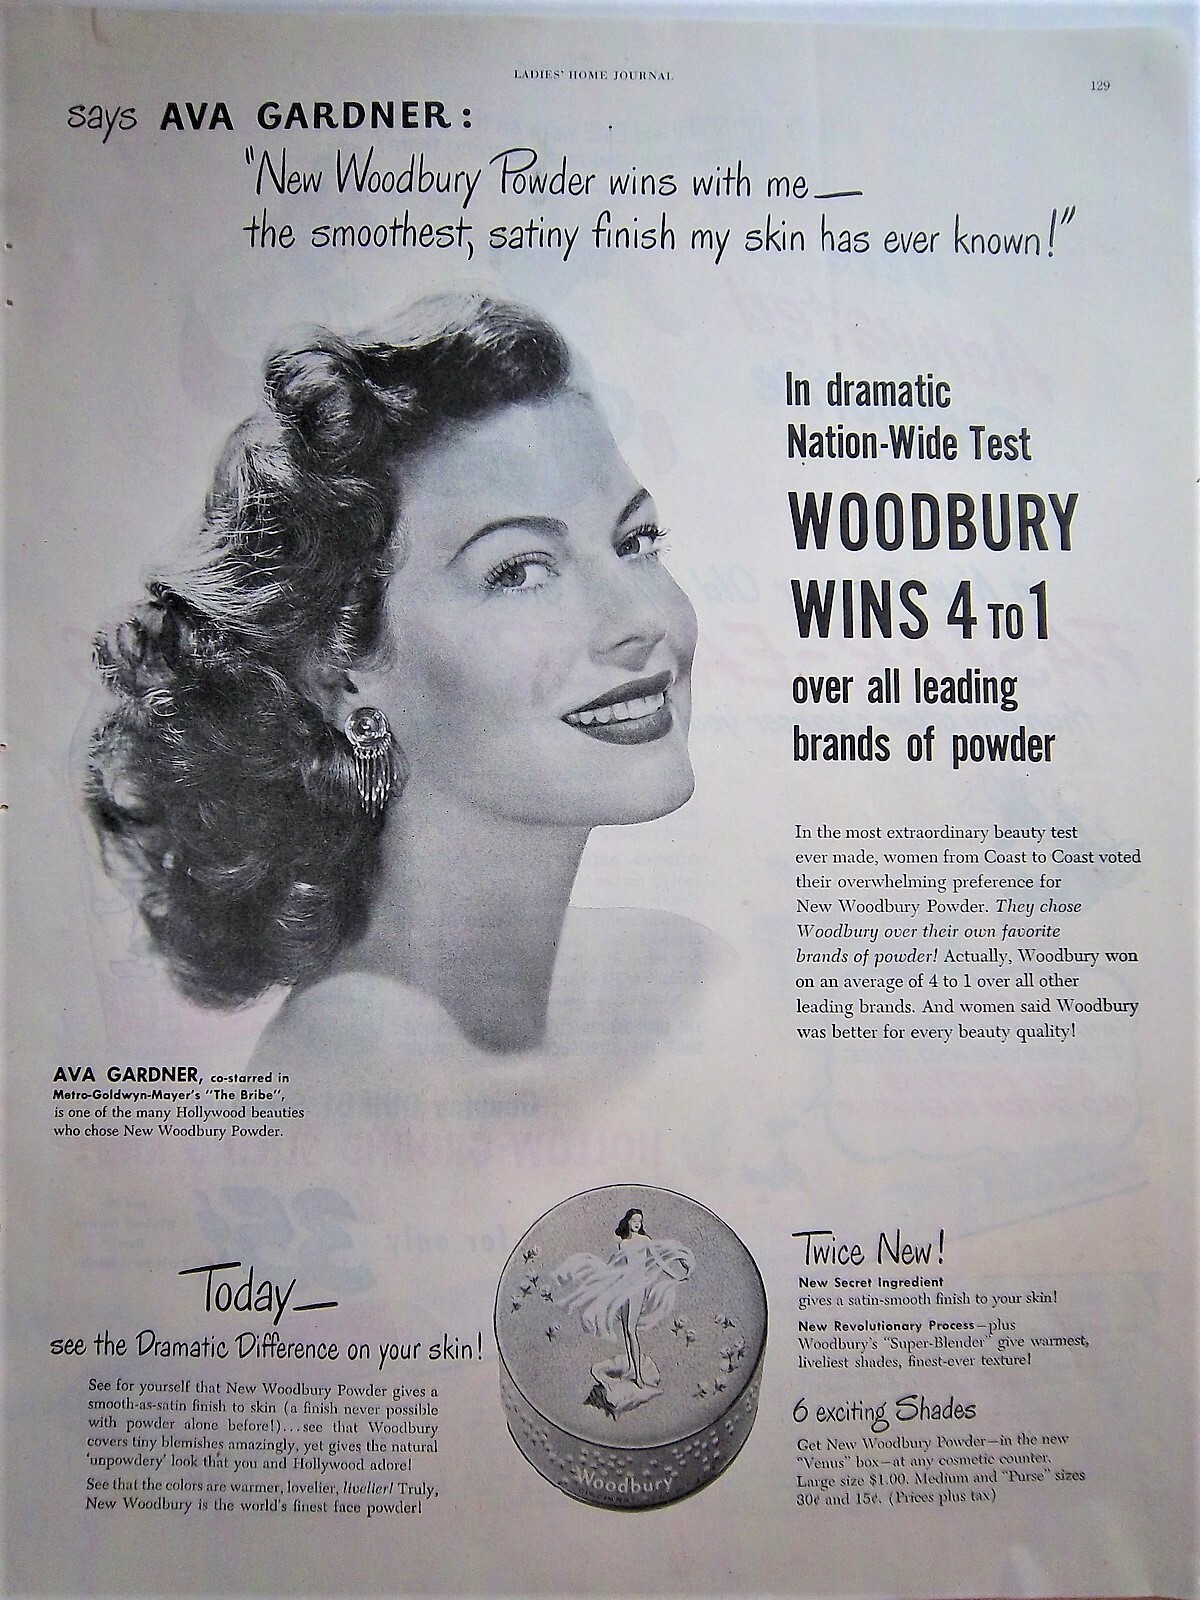 LADIES' HOME JOURNAL
129
says AVA GARDNER:
"New Woodbury Powder wins with me—
the smoothest, satiny finish my skin has ever known!"
In dramatic
Nation-Wide Test
WOODBURY
WINS 4 TO 1
over all leading
brands of powder
In the most extraordinary beauty test
ever made, women from Coast to Coast voted
their overwhelming preference for
New Woodbury Powder. They chose
Woodbury over their own favorite
brands of powder! Actually, Woodbury won
on an average of 4 to 1 over all other
leading brands. And women said Woodbury
was better for every beauty quality!
AVA GARDNER, co-starred in
Metro-Goldwyn-Mayer's "The Bribe",
is one of the many Hollywood beauties
who chose New Woodbury Powder.
Today—
see the Dramatic Difference on your skin!
See for yourself that New Woodbury Powder gives a
smooth-as-satin finish to skin (a finish never possible
with powder alone before!)...see that Woodbury
covers tiny blemishes amazingly, yet gives the natural
'unpowdery' look that you and Hollywood adore!
See that the colors are warmer, lovelier, livelier! Truly,
New Woodbury is the world's finest face powder!
Woodbury
Twice New!
New Secret Ingredient
gives a satin-smooth finish to your skin!
New Revolutionary Process—plus
Woodbury's "Super-Blender" give warmest,
liveliest shades, finest-ever texture!
6 exciting Shades
Get New Woodbury Powder—in the new
"Venus" box—at any cosmetic counter.
Large size $1.00. Medium and "Purse" sizes
30¢ and 15¢. (Prices plus tax)